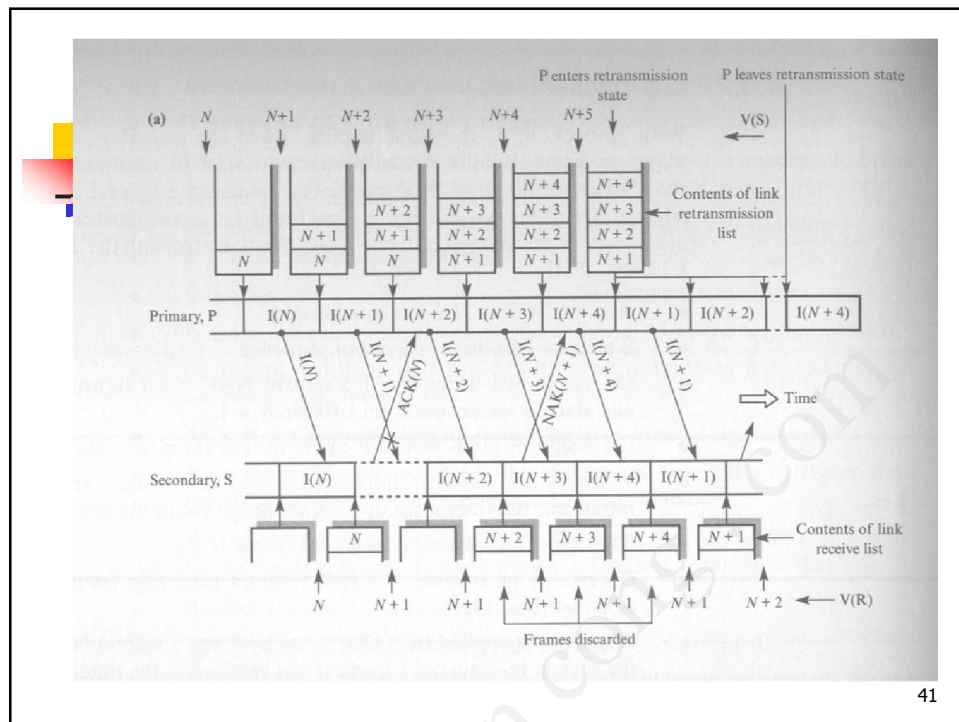 P enters retransmission state
P leaves retransmission state
(a)
N
N+1
N+2
N+3
N+4
N+5
V(S)
N + 4
N + 4
N + 2
N + 3
N + 3
N + 3
Contents of link retransmission list
N + 1
N + 1
N + 2
N + 2
N + 2
N
N
N
N + 1
N + 1
N + 1
Primary, P
I(N)
I(N + 1)
I(N + 2)
I(N + 3)
I(N + 4)
I(N + 1)
I(N + 2)
I(N + 4)
I(N)
I(N + 1)
ACK(N)
I(N + 2)
I(N + 3)
NAK(N + 1)
I(N + 4)
I(N + 1)
Time
Secondary, S
I(N)
I(N + 2)
I(N + 3)
I(N + 4)
I(N + 1)
N
N + 2
N + 3
N + 4
N + 1
Contents of link receive list
N
N + 1
N + 1
N + 1
N + 1
N + 1
N + 2
V(R)
Frames discarded
41